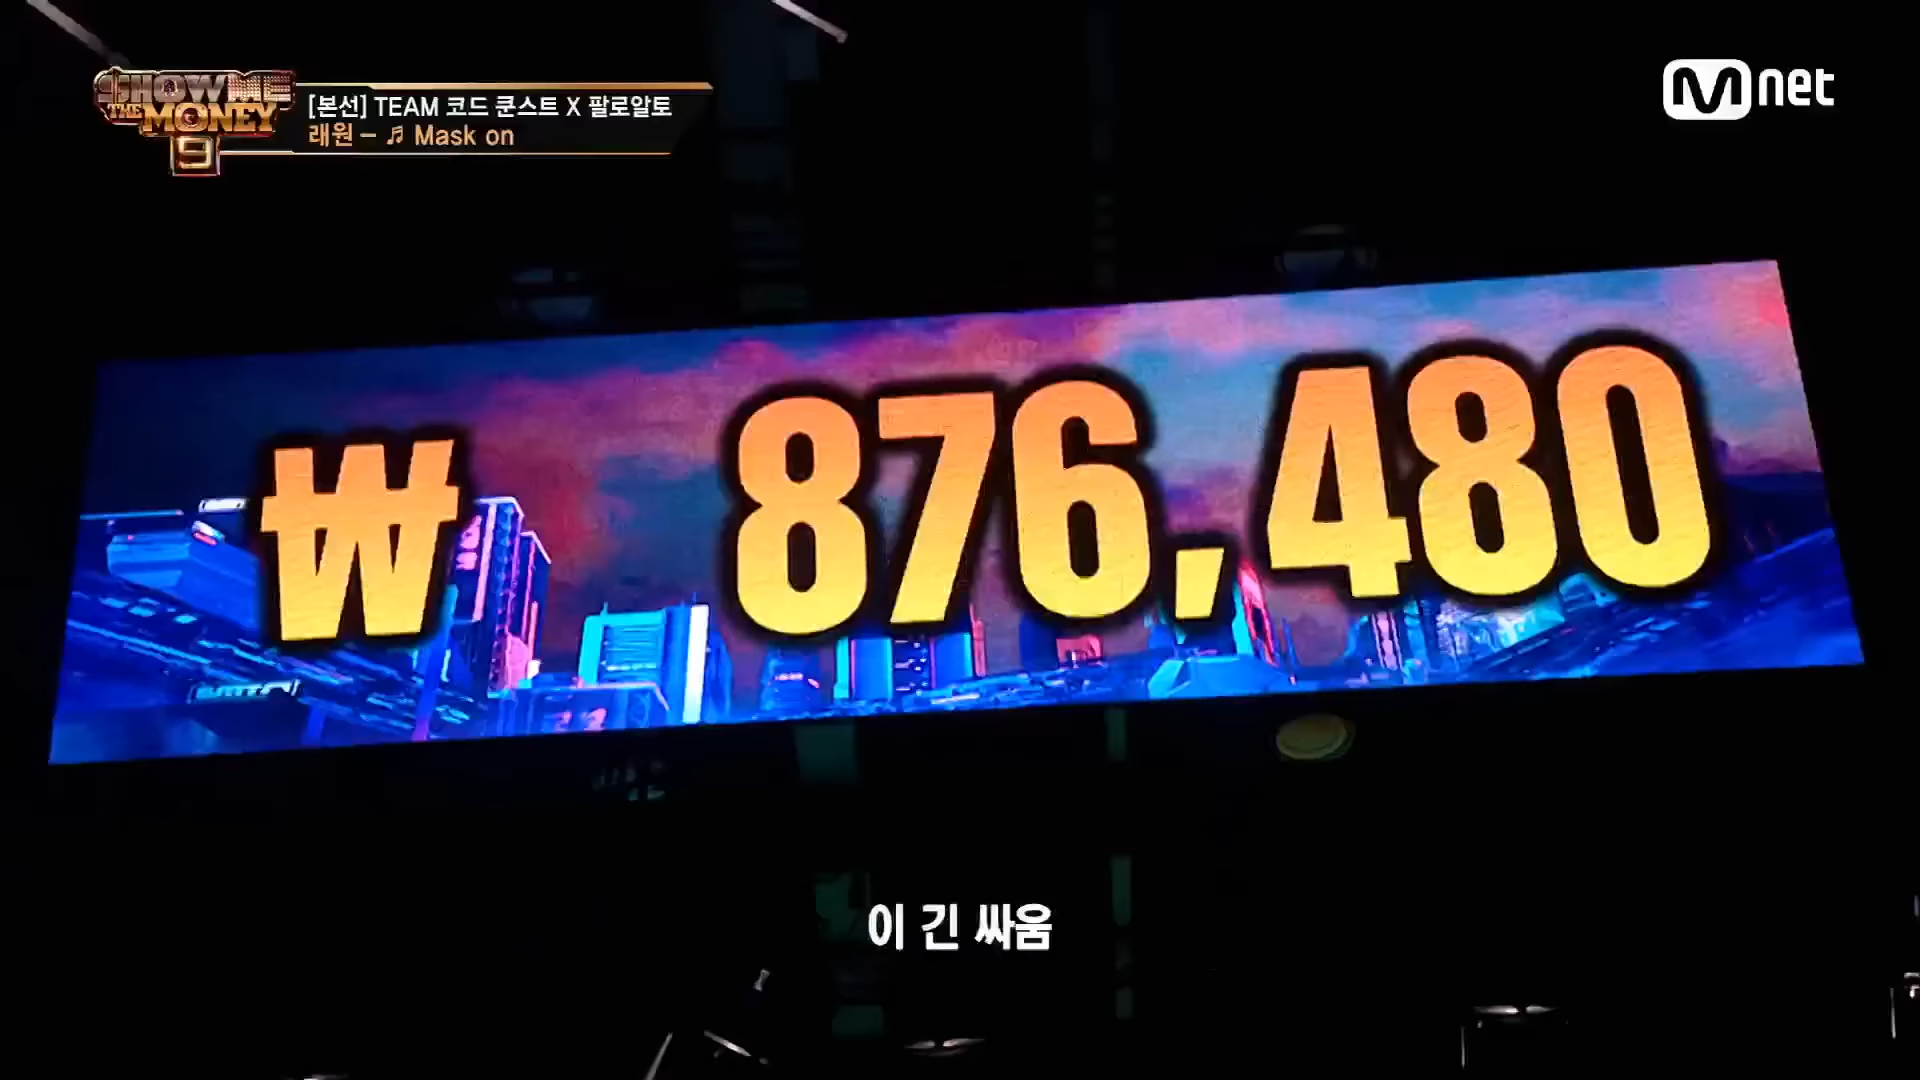 SHOW ME
THE MONEY
9
[본선] TEAM 코드 쿤스트 X 팔로알토
래원 – ♬ Mask on
Mnet
₩ 876,480
이 긴 싸움